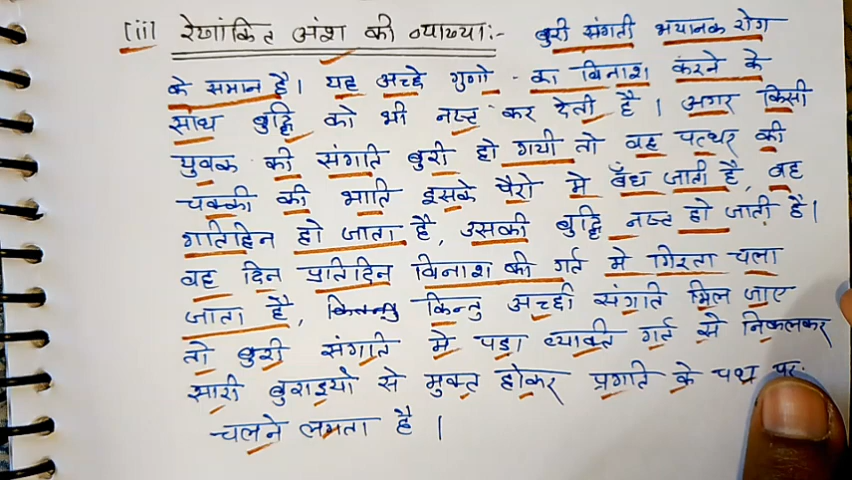 (iii) रेखांकित अंश की व्याख्या:- बुरी संगती भयानक रोग
के समान है। यह अच्छे गुणो का विनाश करने के
साथ बुद्धि को भी नष्ट कर देती है। अगर किसी
युवक की संगति बुरी हो गयी तो वह पत्थर की
चक्की की भाति इसके पैरो मे बँध जाती है, वह
गतिहिन हो जाता है, उसकी बुद्धि नष्ट हो जाती है।
वह दिन प्रतिदिन विनाश की गर्त मे गिरता चला
जाता है, किन्तु अच्छी संगति मिल जाए
तो बुरी संगति मे पड़ा व्यक्ति गर्त से निकलकर
सारी बुराइयो से मुक्त होकर प्रगति के पथ पर
चलने लगता है।